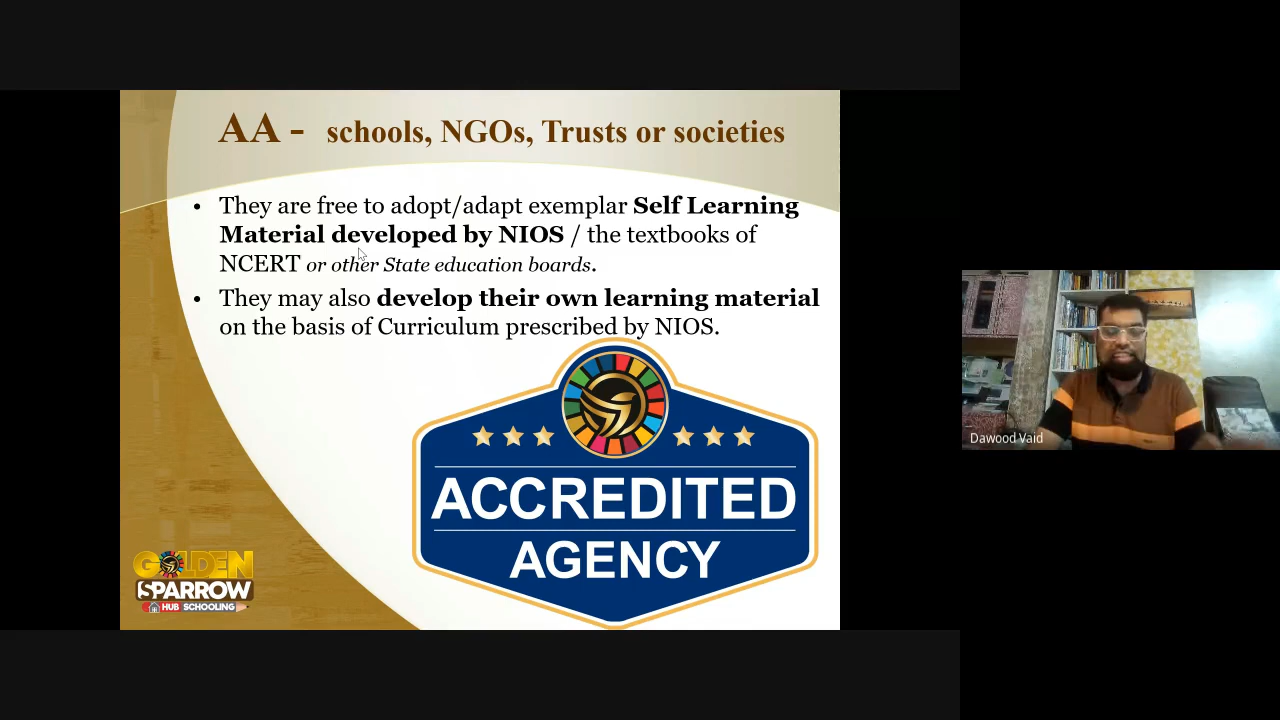 AA - schools, NGOs, Trusts or societies
• They are free to adopt/adapt exemplar Self Learning
Material developed by NIOS / the textbooks of
NCERT or other State education boards.
• They may also develop their own learning material
on the basis of Curriculum prescribed by NIOS.
ACCREDITED
AGENCY
GOLDEN
SPARROW
HUB SCHOOLING
Dawood Vaid